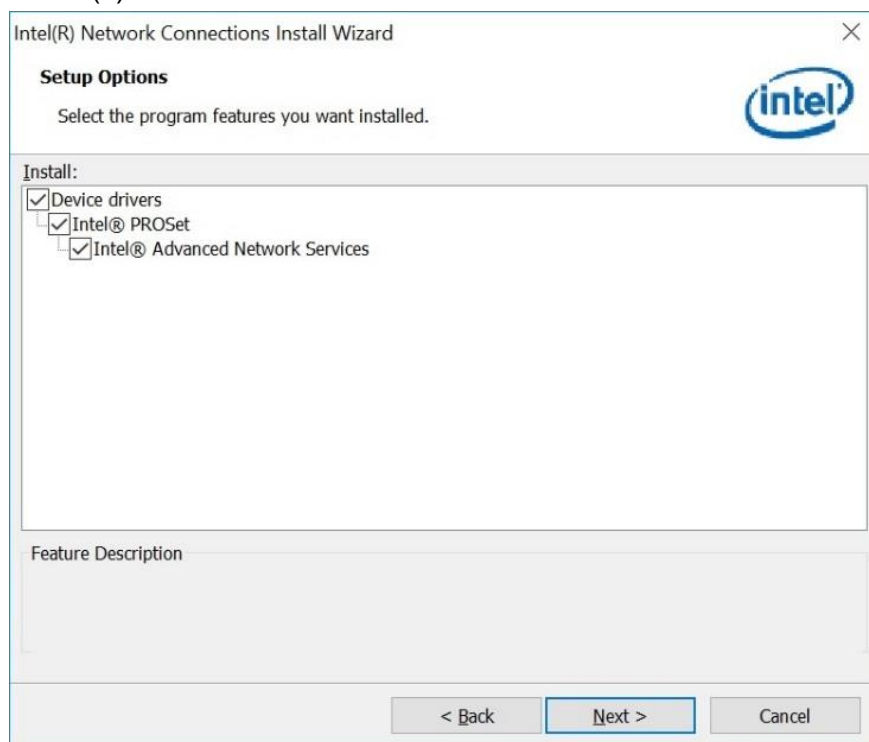 Intel(R) Network Connections Install Wizard
Setup Options
intel
Select the program features you want installed.
Install:
Device drivers
Intel® PROSet
Intel® Advanced Network Services
Feature Description
< Back Next > Cancel